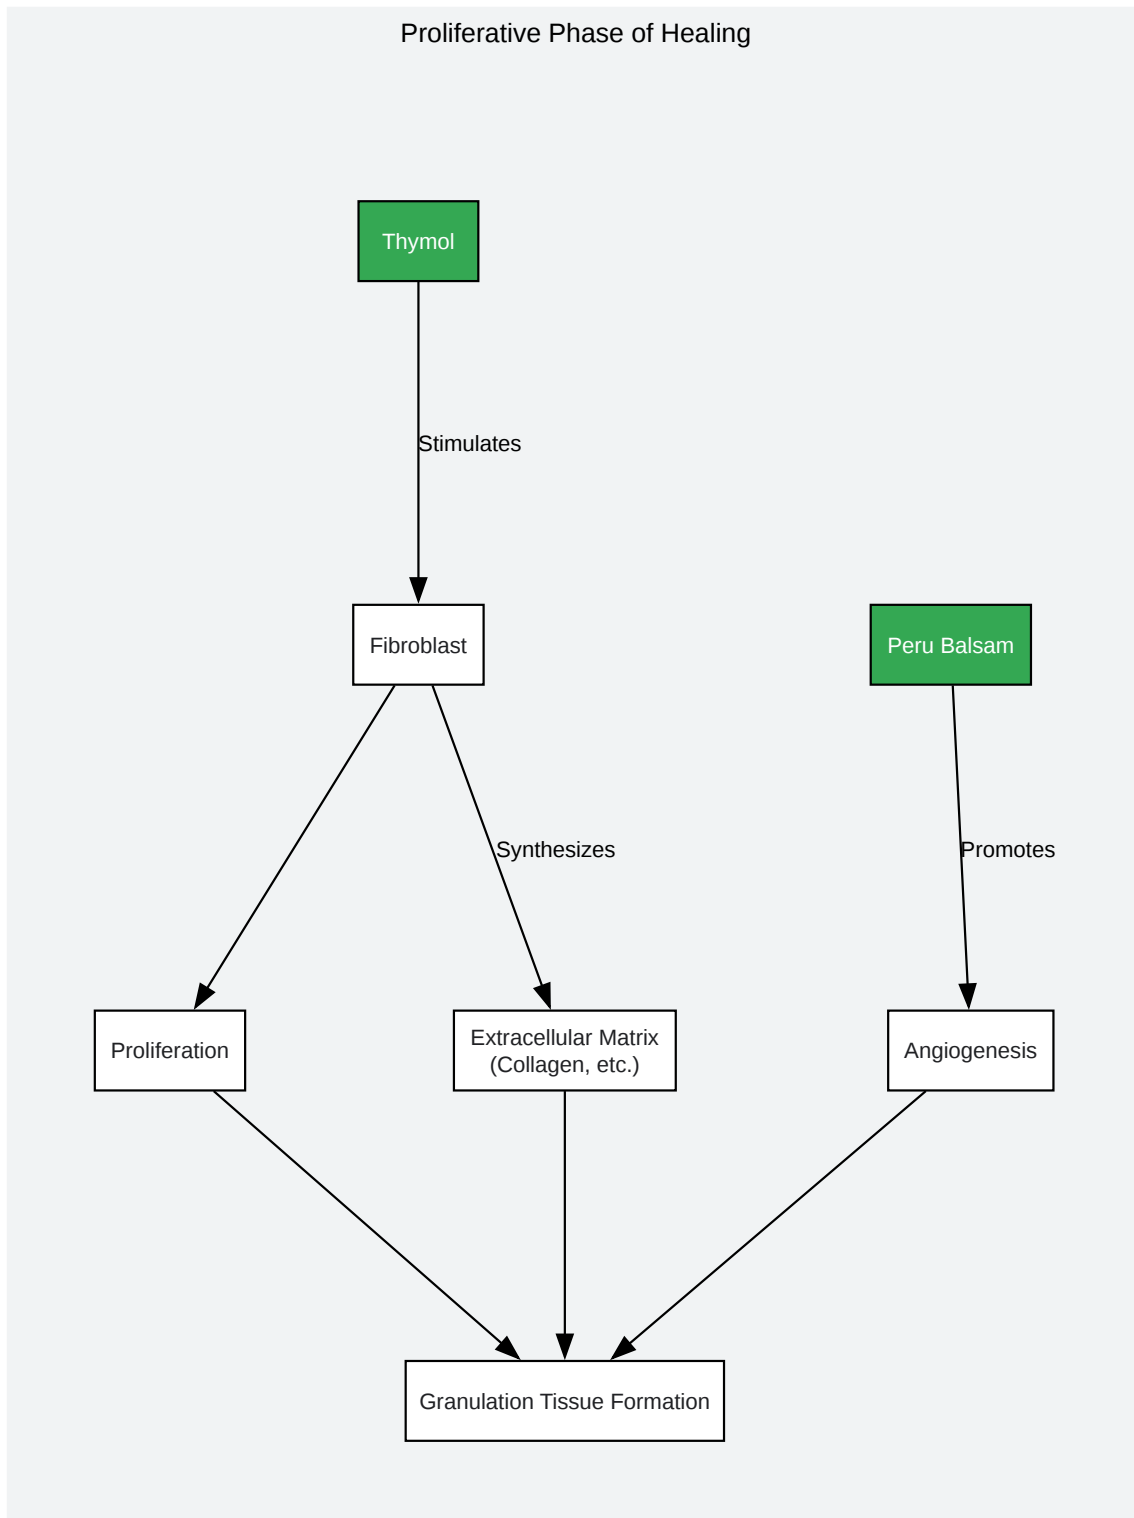 Proliferative Phase of Healing
Thymol
Stimulates
Fibroblast
Peru Balsam
Synthesizes
Promotes
Proliferation
Extracellular Matrix
(Collagen, etc.)
Angiogenesis
Granulation Tissue Formation